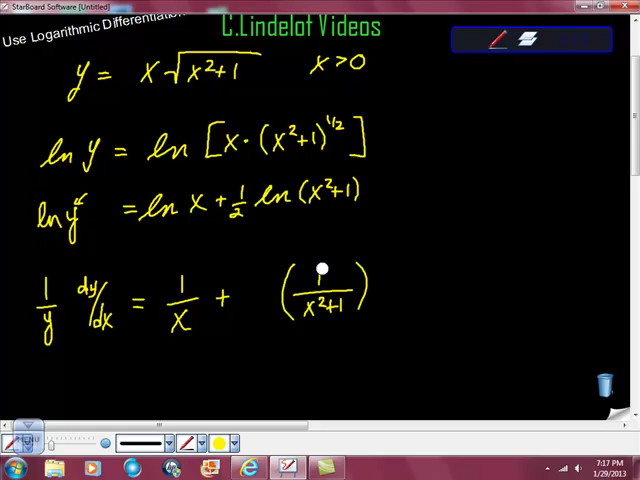 StarBoard Software [Untitled]
Use Logarithmic Differentiation
C.Lindelof Videos
y = x √(x²+1)   x > 0
ln y = ln [x · (x²+1)^(1/2)]
ln y = ln x + 1/2 ln (x²+1)
1/y dy/dx = 1/x + (1/(x²+1))
MENU
7:17 PM
1/29/2013